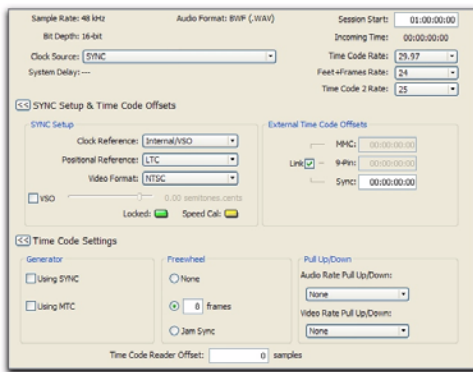 Sample Rate: 48 kHz Audio Format: BWF (.WAV) Session Start: 01:00:00:00
Bit Depth: 16-bit Incoming Time: 00:00:00:00
Clock Source: SYNC Time Code Rate: 29.97
System Delay: --- Feet+Frames Rate: 24
Time Code 2 Rate: 25
<< SYNC Setup & Time Code Offsets
SYNC Setup External Time Code Offsets
Clock Reference: Internal/VSO MMC: 00:00:00:00
Positional Reference: LTC Link 9-Pin: 00:00:00:00
Video Format: NTSC Sync: 00:00:00:00
VSO 0.00 semitones.cents
Locked: Speed Cal:
<< Time Code Settings
Generator Freewheel Pull Up/Down
Using SYNC None Audio Rate Pull Up/Down:
None
Using MTC 8 frames Video Rate Pull Up/Down:
Jam Sync None
Time Code Reader Offset: 0 samples